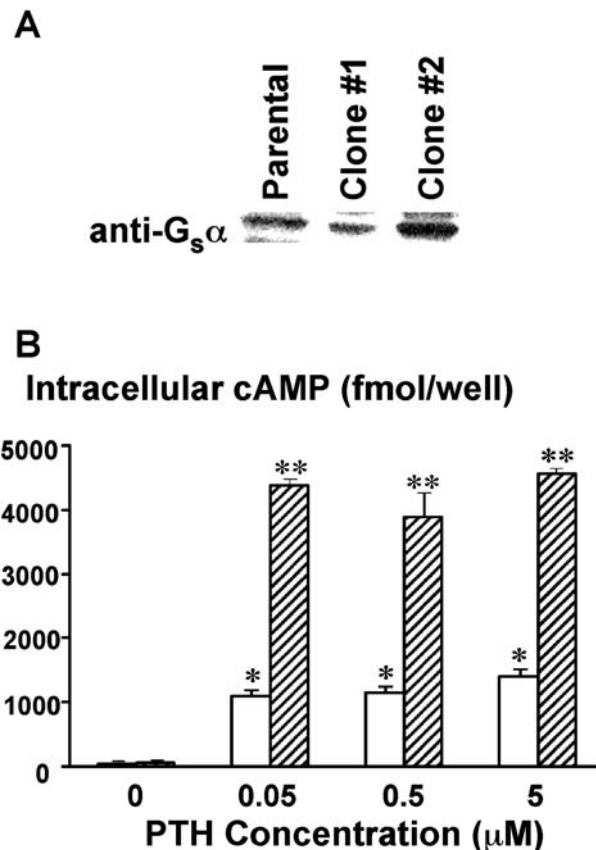 A
Parental
Clone #1
Clone #2
anti-Gₛα
B
Intracellular cAMP (fmol/well)
5000
4000
3000
2000
1000
0
** ** **
* * *
0 0.05 0.5 5
PTH Concentration (μM)